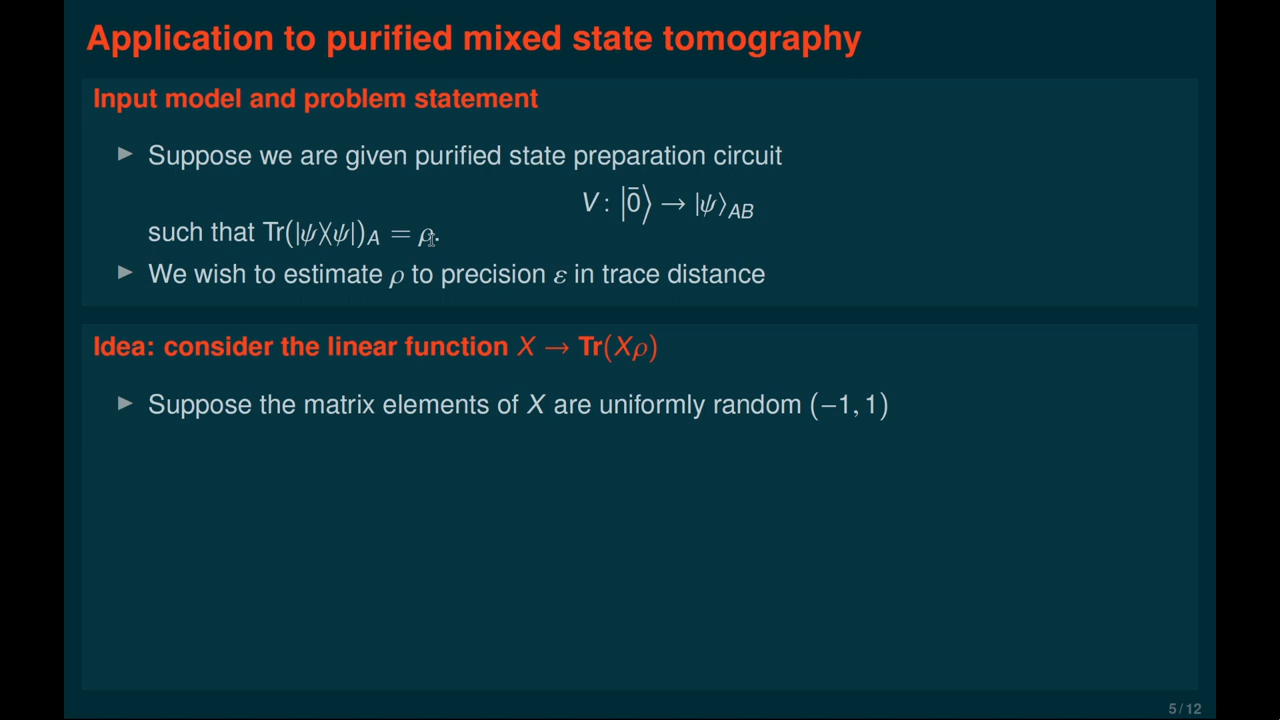 Application to purified mixed state tomography
Input model and problem statement
▶ Suppose we are given purified state preparation circuit
V : |0̄⟩ → |ψ⟩_AB
such that Tr(|ψ⟩⟨ψ|)_A = ρ.
▶ We wish to estimate ρ to precision ε in trace distance
Idea: consider the linear function X → Tr(Xρ)
▶ Suppose the matrix elements of X are uniformly random (−1, 1)
5 / 12